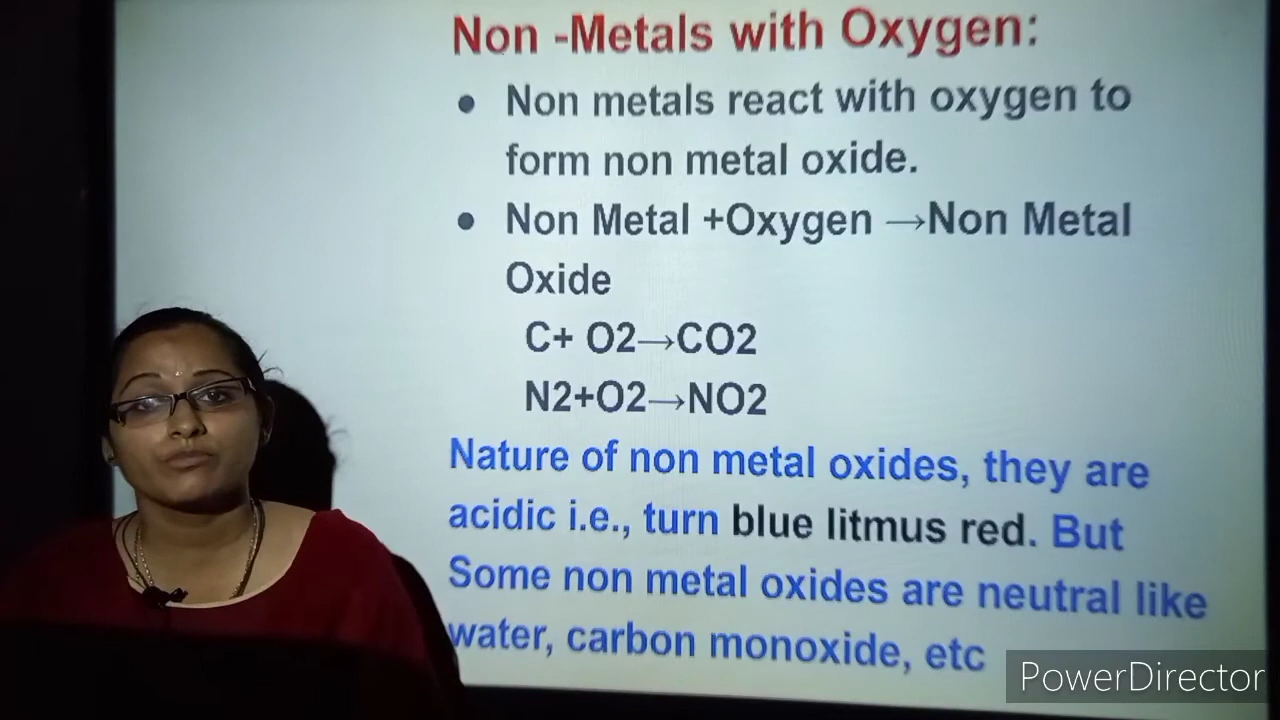 Non -Metals with Oxygen:
● Non metals react with oxygen to
form non metal oxide.
● Non Metal +Oxygen →Non Metal
Oxide
C+ O2→CO2
N2+O2→NO2
Nature of non metal oxides, they are
acidic i.e., turn blue litmus red. But
Some non metal oxides are neutral like
water, carbon monoxide, etc
PowerDirector